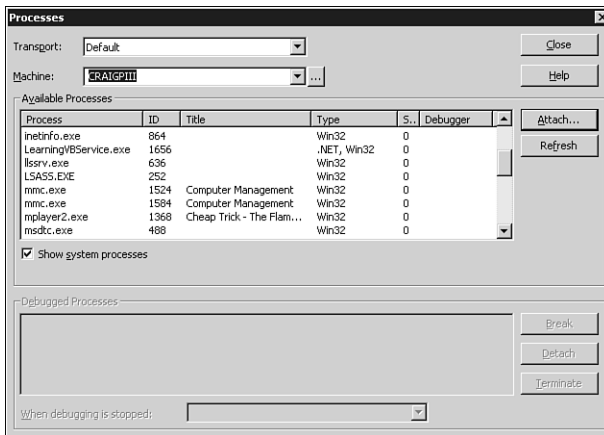 Processes
Transport: Default
Close
Machine: CRAIGPIII ...
Help
Available Processes
Process ID Title Type S.. Debugger
Attach...
inetinfo.exe 864 Win32 0
LearningVBService.exe 1656 .NET, Win32 0
Refresh
llssrv.exe 636 Win32 0
LSASS.EXE 252 Win32 0
mmc.exe 1524 Computer Management Win32 0
mmc.exe 1584 Computer Management Win32 0
mplayer2.exe 1368 Cheap Trick - The Flam... Win32 0
msdtc.exe 488 Win32 0
Show system processes
Debugged Processes
Break
Detach
Terminate
When debugging is stopped: